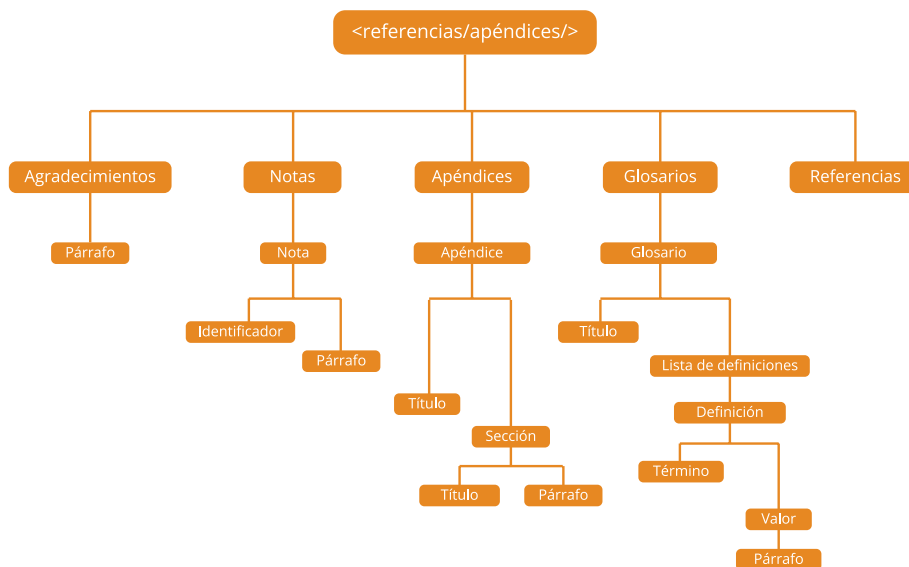 <referencias/apéndices/>
Agradecimientos
Notas
Apéndices
Glosarios
Referencias
Párrafo
Nota
Apéndice
Glosario
Identificador
Título
Párrafo
Lista de definiciones
Título
Definición
Sección
Término
Título
Párrafo
Valor
Párrafo